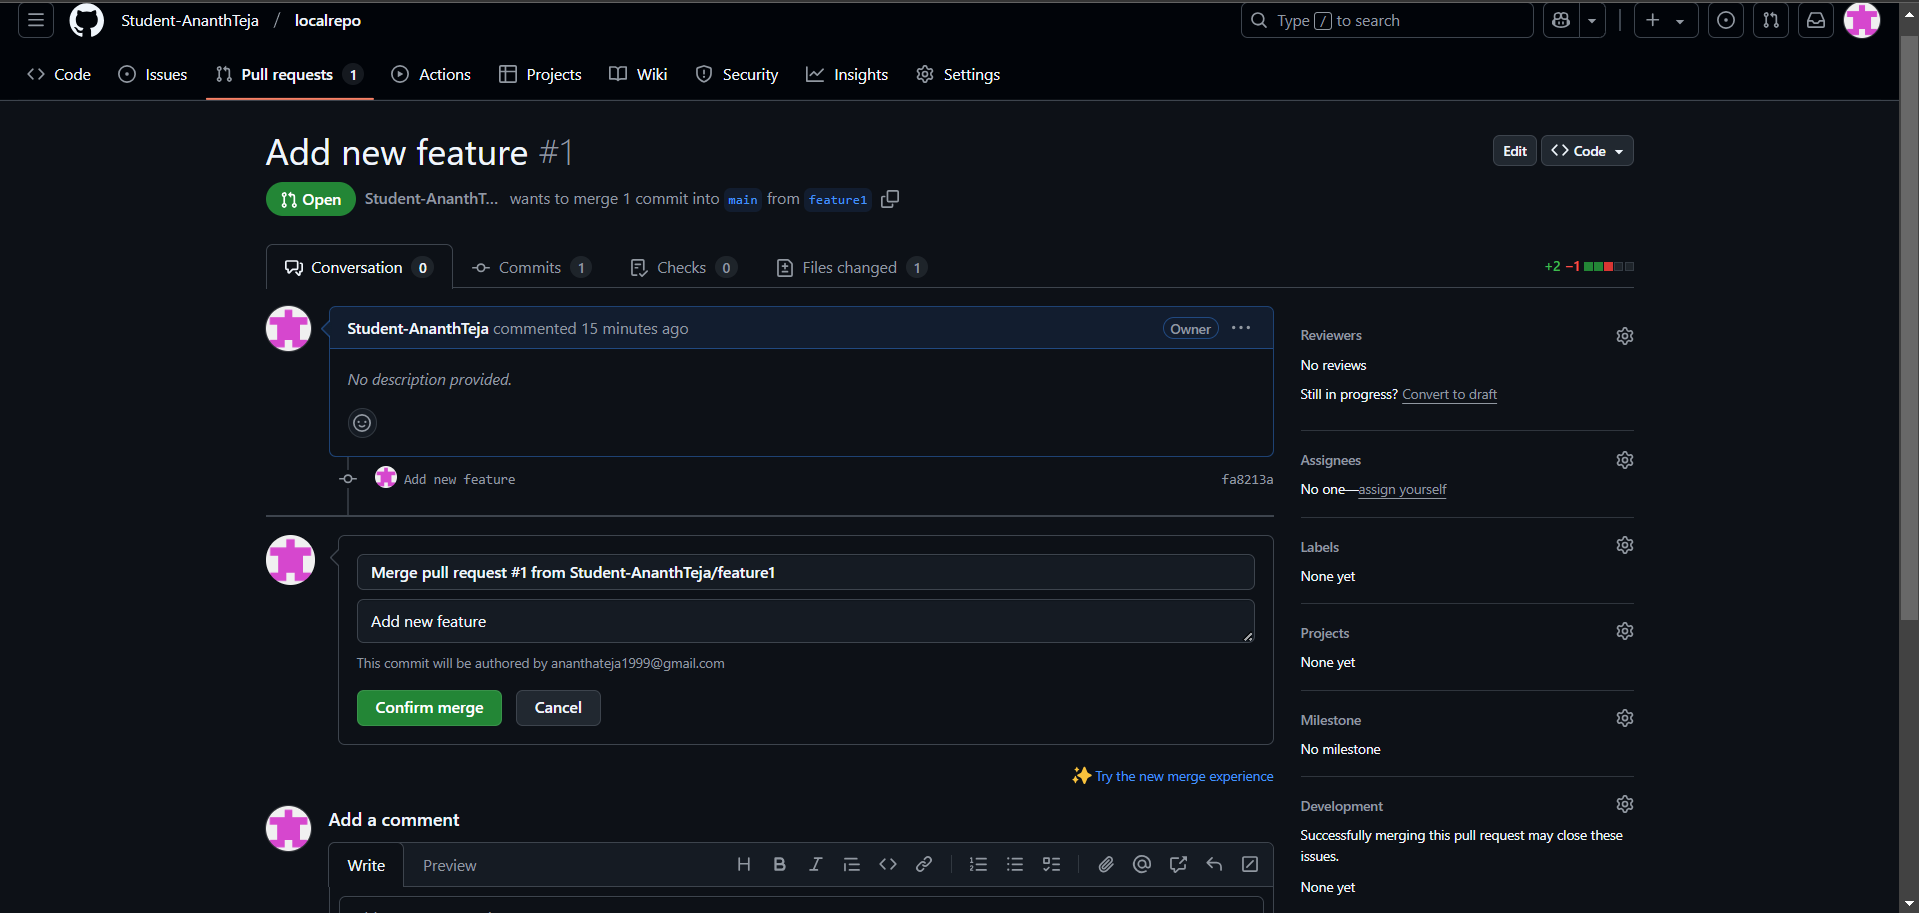 Student-AnanthTeja / localrepo
Type / to search
Code
Issues
Pull requests 1
Actions
Projects
Wiki
Security
Insights
Settings
Add new feature #1
Edit
Code
Open
Student-AnanthT... wants to merge 1 commit into main from feature1
Conversation 0
Commits 1
Checks 0
Files changed 1
+2 −1
Student-AnanthTeja commented 15 minutes ago
Owner
No description provided.
Add new feature
fa8213a
Merge pull request #1 from Student-AnanthTeja/feature1
Add new feature
This commit will be authored by ananthateja1999@gmail.com
Confirm merge
Cancel
Try the new merge experience
Add a comment
Write
Preview
Reviewers
No reviews
Still in progress? Convert to draft
Assignees
No one—assign yourself
Labels
None yet
Projects
None yet
Milestone
No milestone
Development
Successfully merging this pull request may close these
issues.
None yet